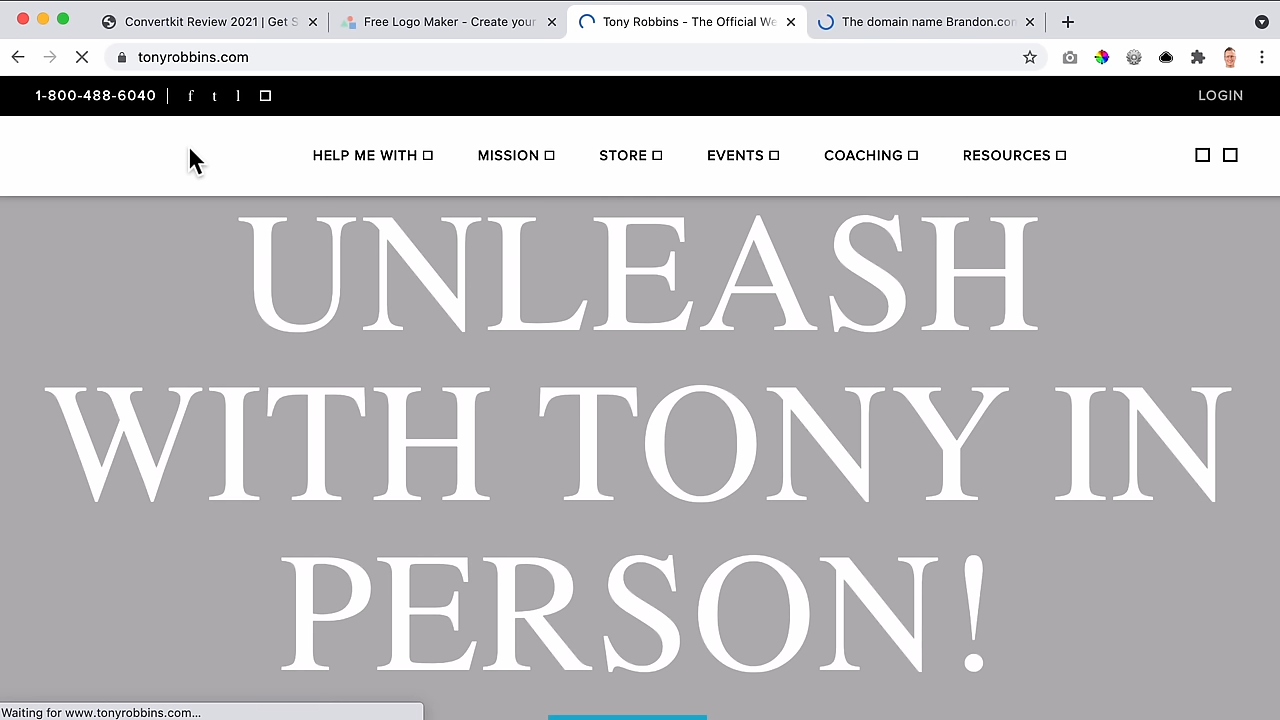 Convertkit Review 2021 | Get S
Free Logo Maker - Create your
Tony Robbins - The Official We
The domain name Brandon.com
tonyrobbins.com
1-800-488-6040 | f t l
LOGIN
HELP ME WITH
MISSION
STORE
EVENTS
COACHING
RESOURCES
UNLEASH
WITH TONY IN
PERSON!
Waiting for www.tonyrobbins.com...